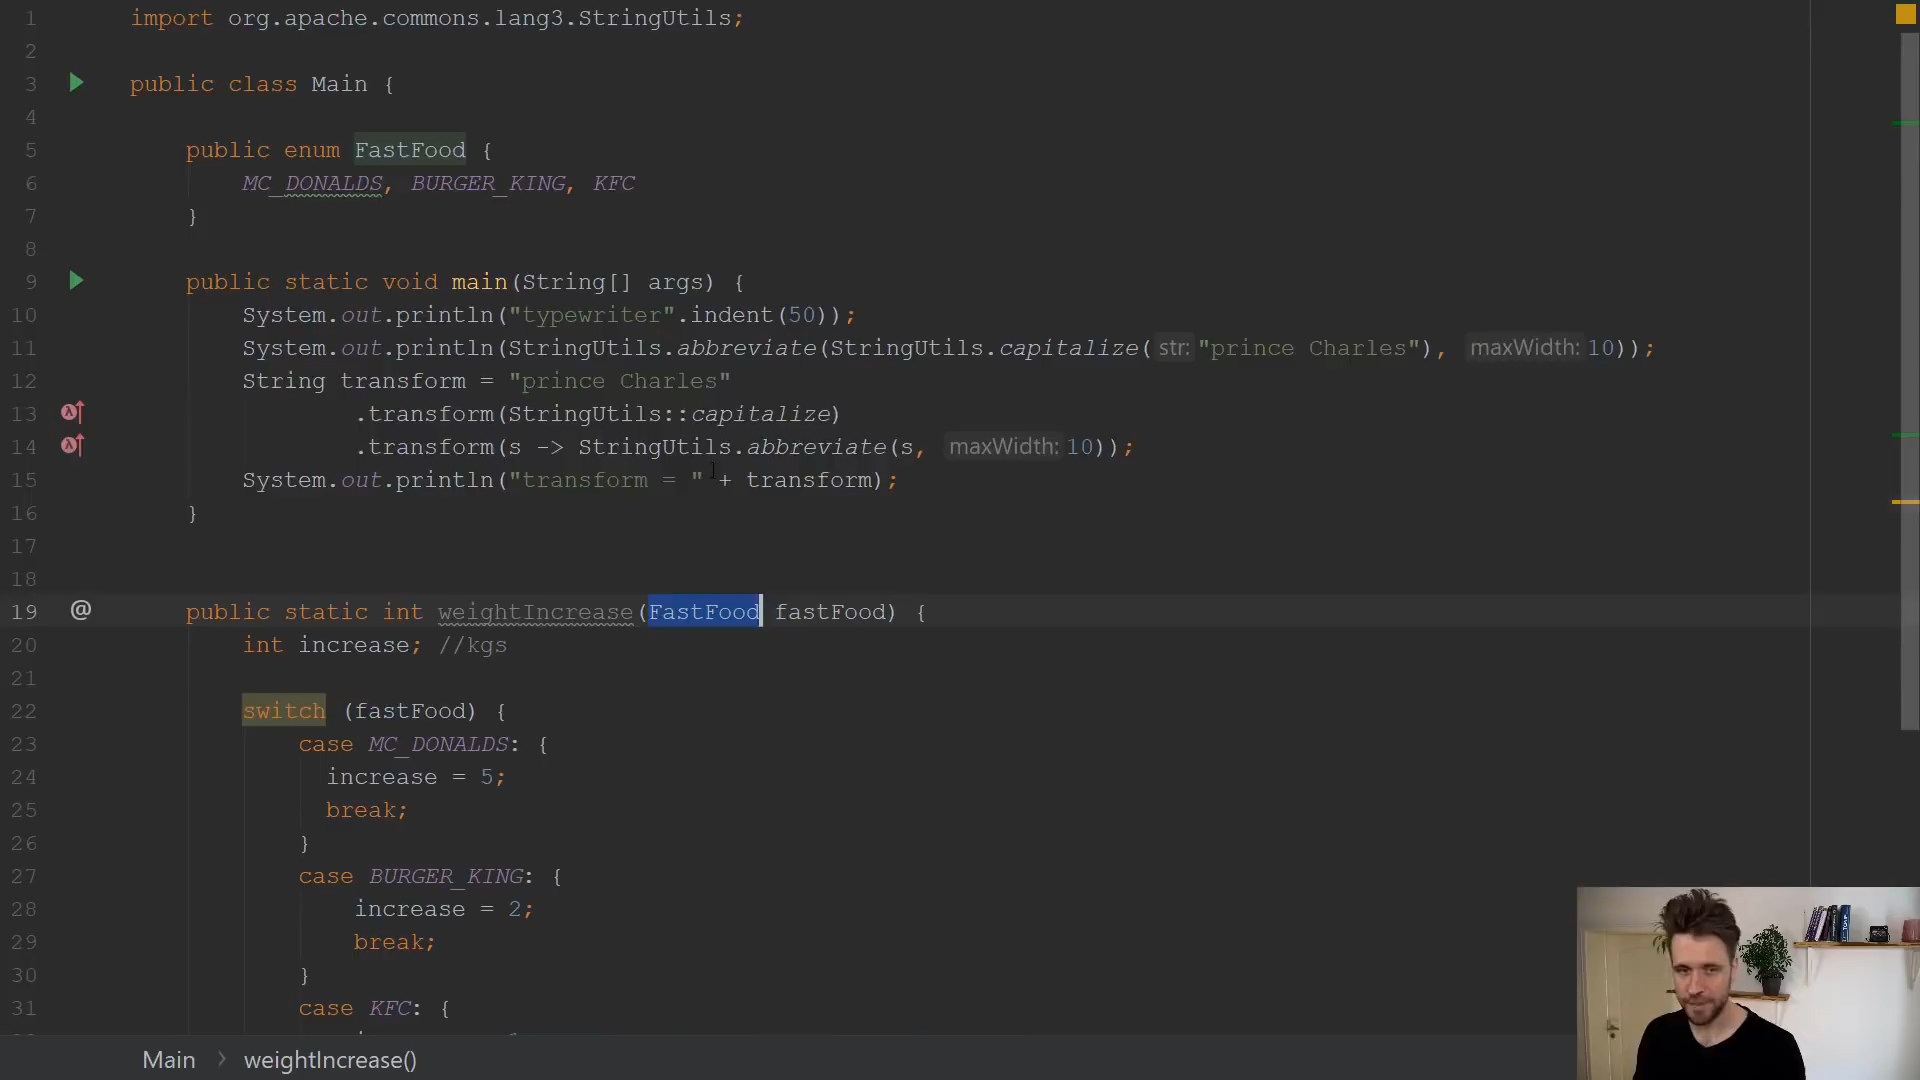 1 import org.apache.commons.lang3.StringUtils;
2
3 public class Main {
4
5 public enum FastFood {
6 MC_DONALDS, BURGER_KING, KFC
7 }
8
9 public static void main(String[] args) {
10 System.out.println("typewriter".indent(50));
11 System.out.println(StringUtils.abbreviate(StringUtils.capitalize( str: "prince Charles"), maxWidth: 10));
12 String transform = "prince Charles"
13 .transform(StringUtils::capitalize)
14 .transform(s -> StringUtils.abbreviate(s, maxWidth: 10));
15 System.out.println("transform = " + transform);
16 }
17
18
19 @ public static int weightIncrease(FastFood fastFood) {
20 int increase; //kgs
21
22 switch (fastFood) {
23 case MC_DONALDS: {
24 increase = 5;
25 break;
26 }
27 case BURGER_KING: {
28 increase = 2;
29 break;
30 }
31 case KFC: {
Main > weightIncrease()